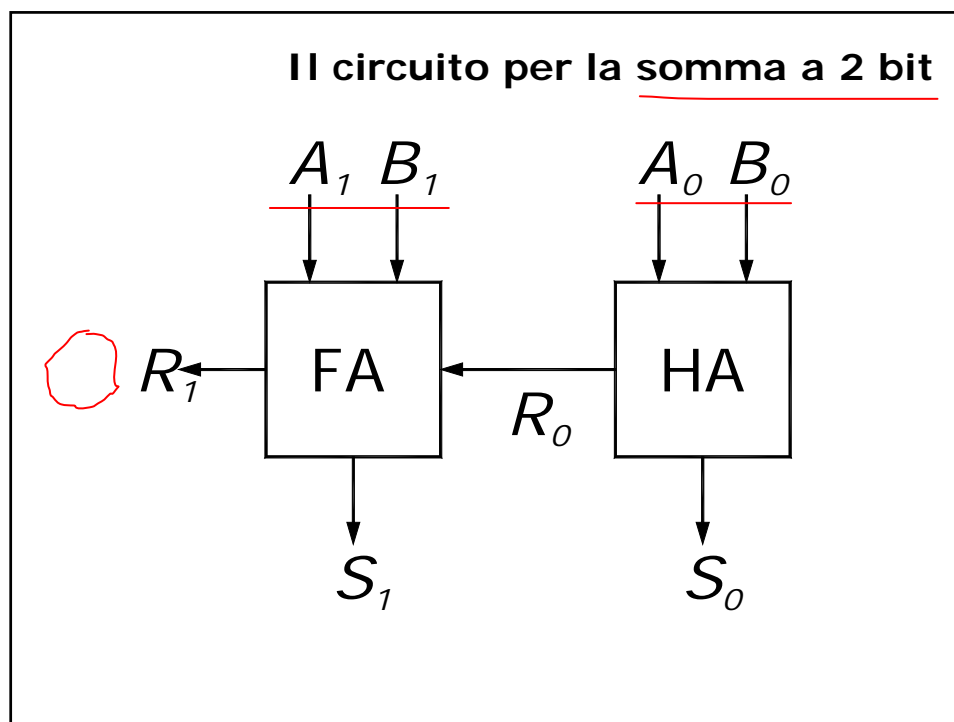 Il circuito per la somma a 2 bit
A₁ B₁ A₀ B₀
R₁ FA R₀ HA
S₁ S₀